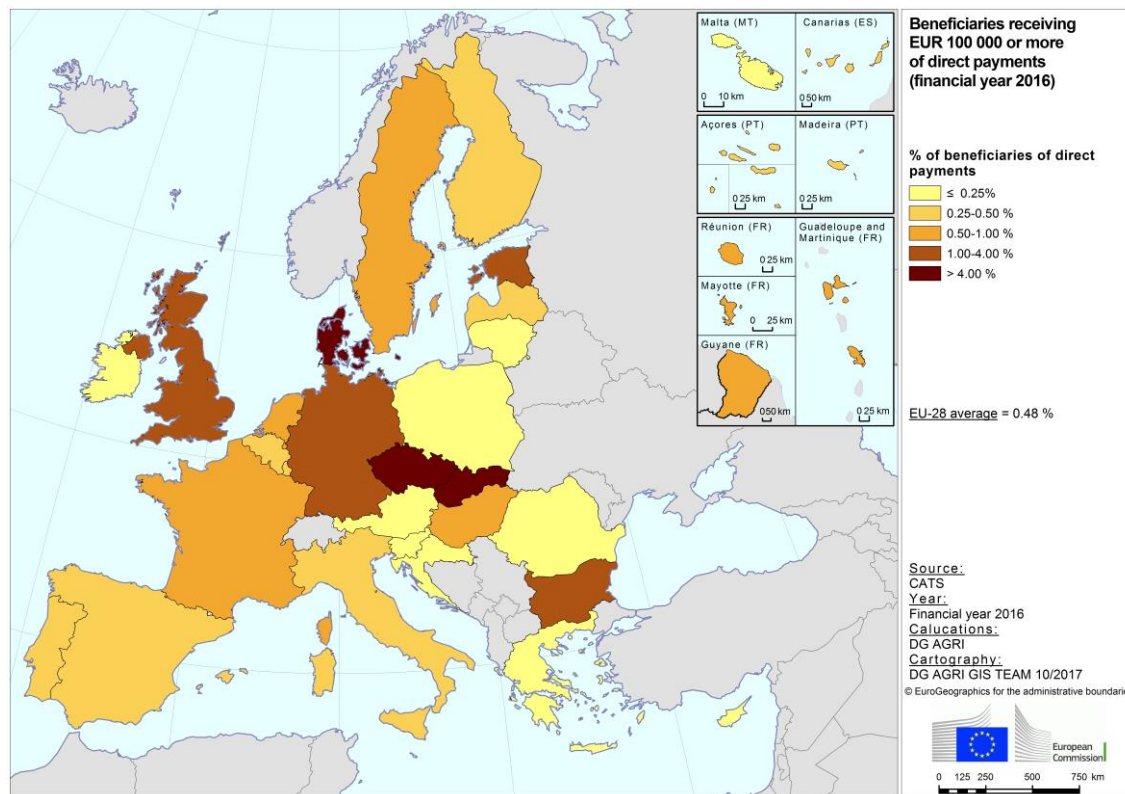 Malta (MT)
0 10 km
Canarias (ES)
0 50 km
Açores (PT)
0 25 km
Madeira (PT)
0 25 km
Réunion (FR)
0 25 km
Mayotte (FR)
0 25 km
Guyane (FR)
0 50 km
Guadeloupe and
Martinique (FR)
0 25 km
Beneficiaries receiving
EUR 100 000 or more
of direct payments
(financial year 2016)
% of beneficiaries of direct
payments
≤ 0.25%
0.25-0.50 %
0.50-1.00 %
1.00-4.00 %
> 4.00 %
EU-28 average = 0.48 %
Source:
CATS
Year:
Financial year 2016
Calucations:
DG AGRI
Cartography:
DG AGRI GIS TEAM 10/2017
© EuroGeographics for the administrative boundarie
European
Commission
0 125 250 500 750 km